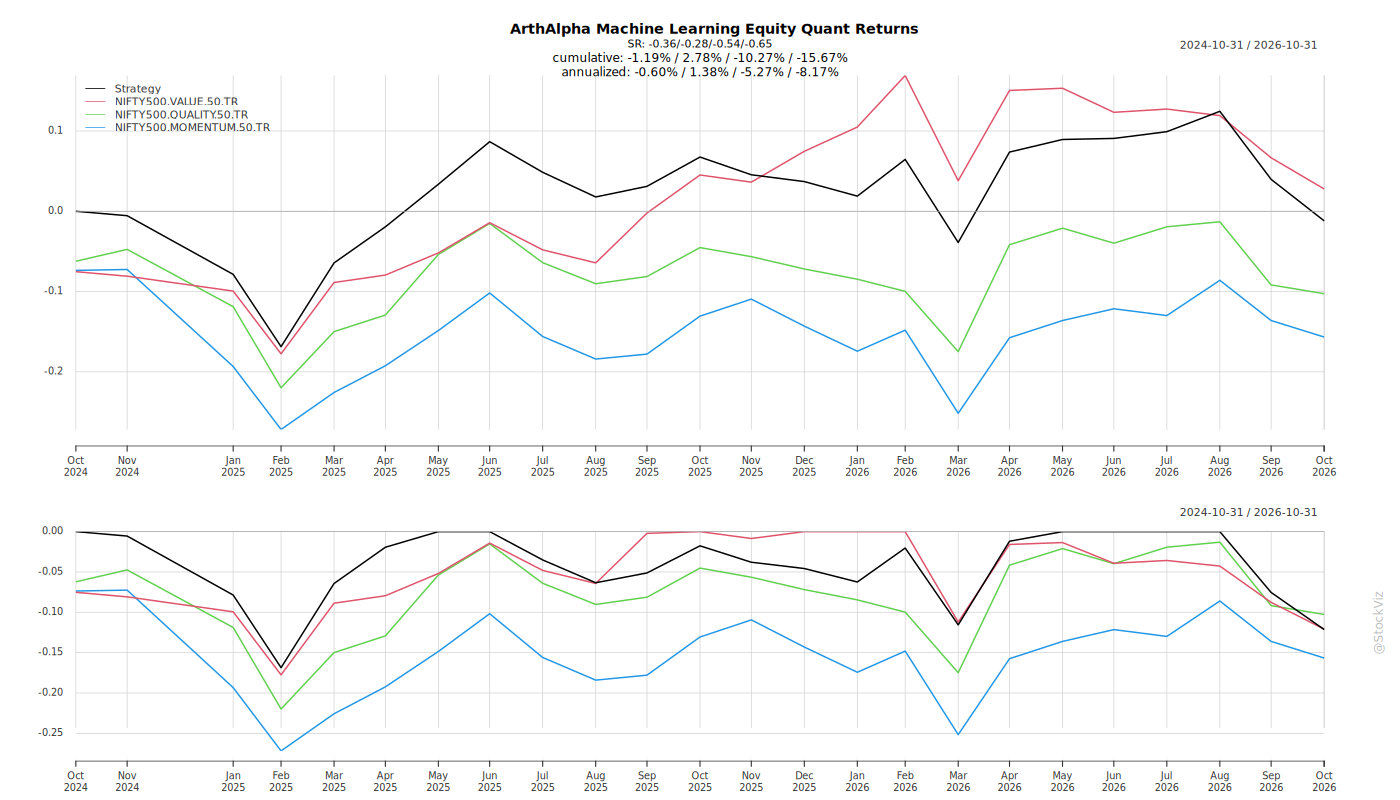 ArthAlpha Machine Learning Equity Quant Returns
SR: -0.36/-0.28/-0.54/-0.65
cumulative: -1.19% / 2.78% / -10.27% / -15.67%
annualized: -0.60% / 1.38% / -5.27% / -8.17%
2024-10-31 / 2026-10-31
Strategy
NIFTY500.VALUE.50.TR
NIFTY500.QUALITY.50.TR
NIFTY500.MOMENTUM.50.TR
0.1
0.0
-0.1
-0.2
Oct Nov Jan Feb Mar Apr May Jun Jul Aug Sep Oct Nov Dec Jan Feb Mar Apr May Jun Jul Aug Sep Oct
2024 2024 2025 2025 2025 2025 2025 2025 2025 2025 2025 2025 2025 2025 2026 2026 2026 2026 2026 2026 2026 2026 2026 2026
2024-10-31 / 2026-10-31
0.00
-0.05
-0.10
-0.15
-0.20
-0.25
Oct Nov Jan Feb Mar Apr May Jun Jul Aug Sep Oct Nov Dec Jan Feb Mar Apr May Jun Jul Aug Sep Oct
2024 2024 2025 2025 2025 2025 2025 2025 2025 2025 2025 2025 2025 2025 2026 2026 2026 2026 2026 2026 2026 2026 2026 2026
@StockViz